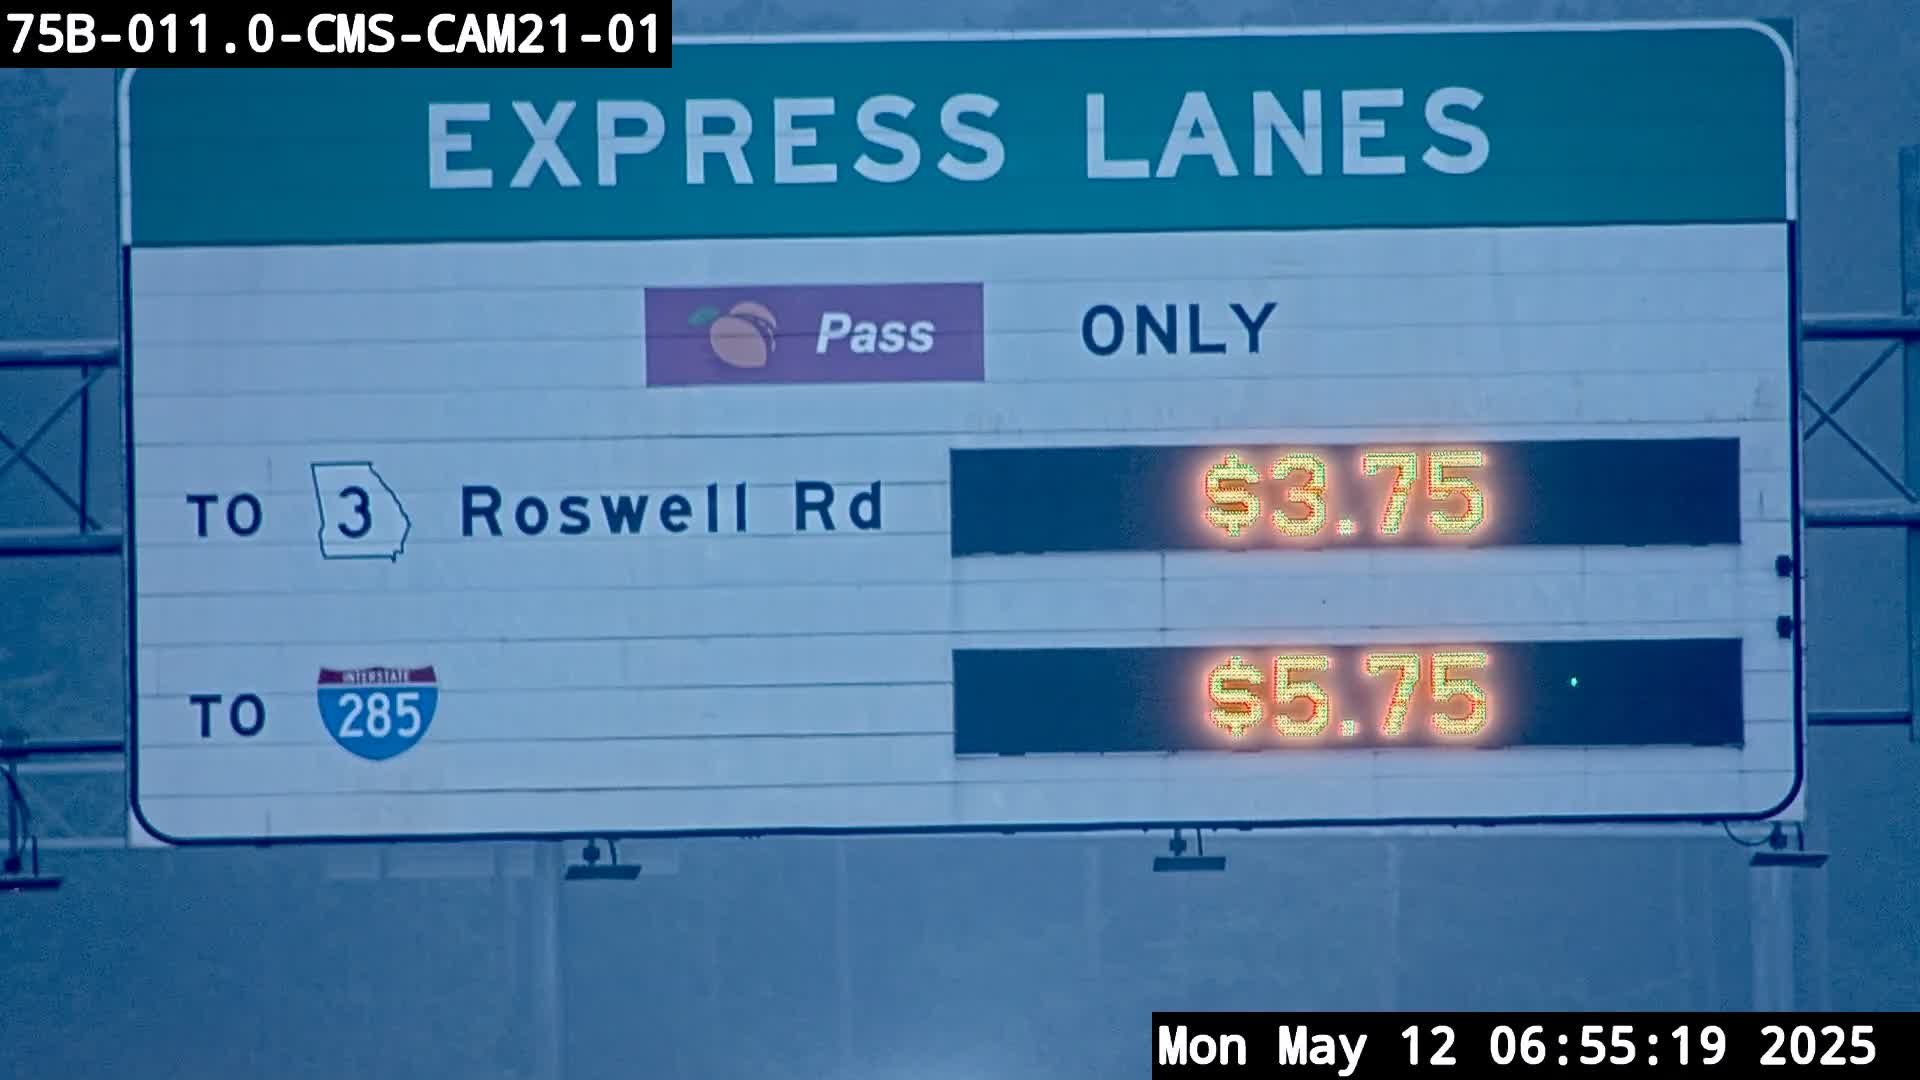 75B-011.0-CMS-CAM21-01
EXPRESS LANES
Pass ONLY
TO 3 Roswell Rd $3.75
TO INTERSTATE 285 $5.75
Mon May 12 06:55:19 2025